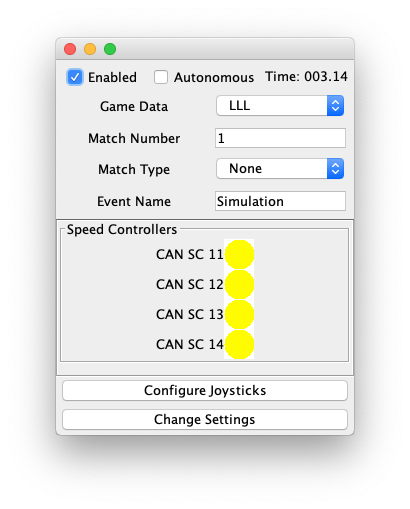 Enabled Autonomous Time: 003.14
Game Data LLL
Match Number 1
Match Type None
Event Name Simulation
Speed Controllers
CAN SC 11
CAN SC 12
CAN SC 13
CAN SC 14
Configure Joysticks
Change Settings